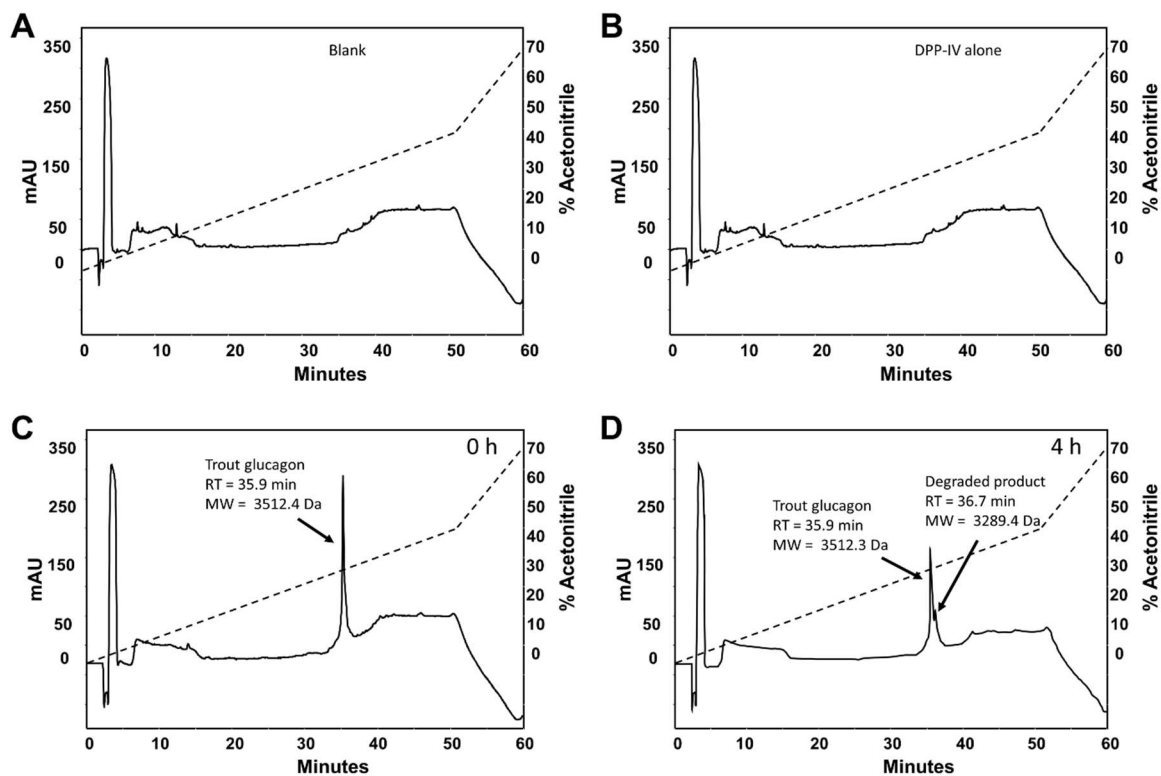 A
Blank
350
250
150
50
0
mAU
70
60
50
40
30
20
10
0
% Acetonitrile
0 10 20 30 40 50 60
Minutes
B
DPP-IV alone
350
250
150
50
0
mAU
70
60
50
40
30
20
10
0
% Acetonitrile
0 10 20 30 40 50 60
Minutes
C
0 h
Trout glucagon
RT = 35.9 min
MW = 3512.4 Da
350
250
150
50
0
mAU
70
60
50
40
30
20
10
0
% Acetonitrile
0 10 20 30 40 50 60
Minutes
D
4 h
Trout glucagon
RT = 35.9 min
MW = 3512.3 Da
Degraded product
RT = 36.7 min
MW = 3289.4 Da
350
250
150
50
0
mAU
70
60
50
40
30
20
10
0
% Acetonitrile
0 10 20 30 40 50 60
Minutes